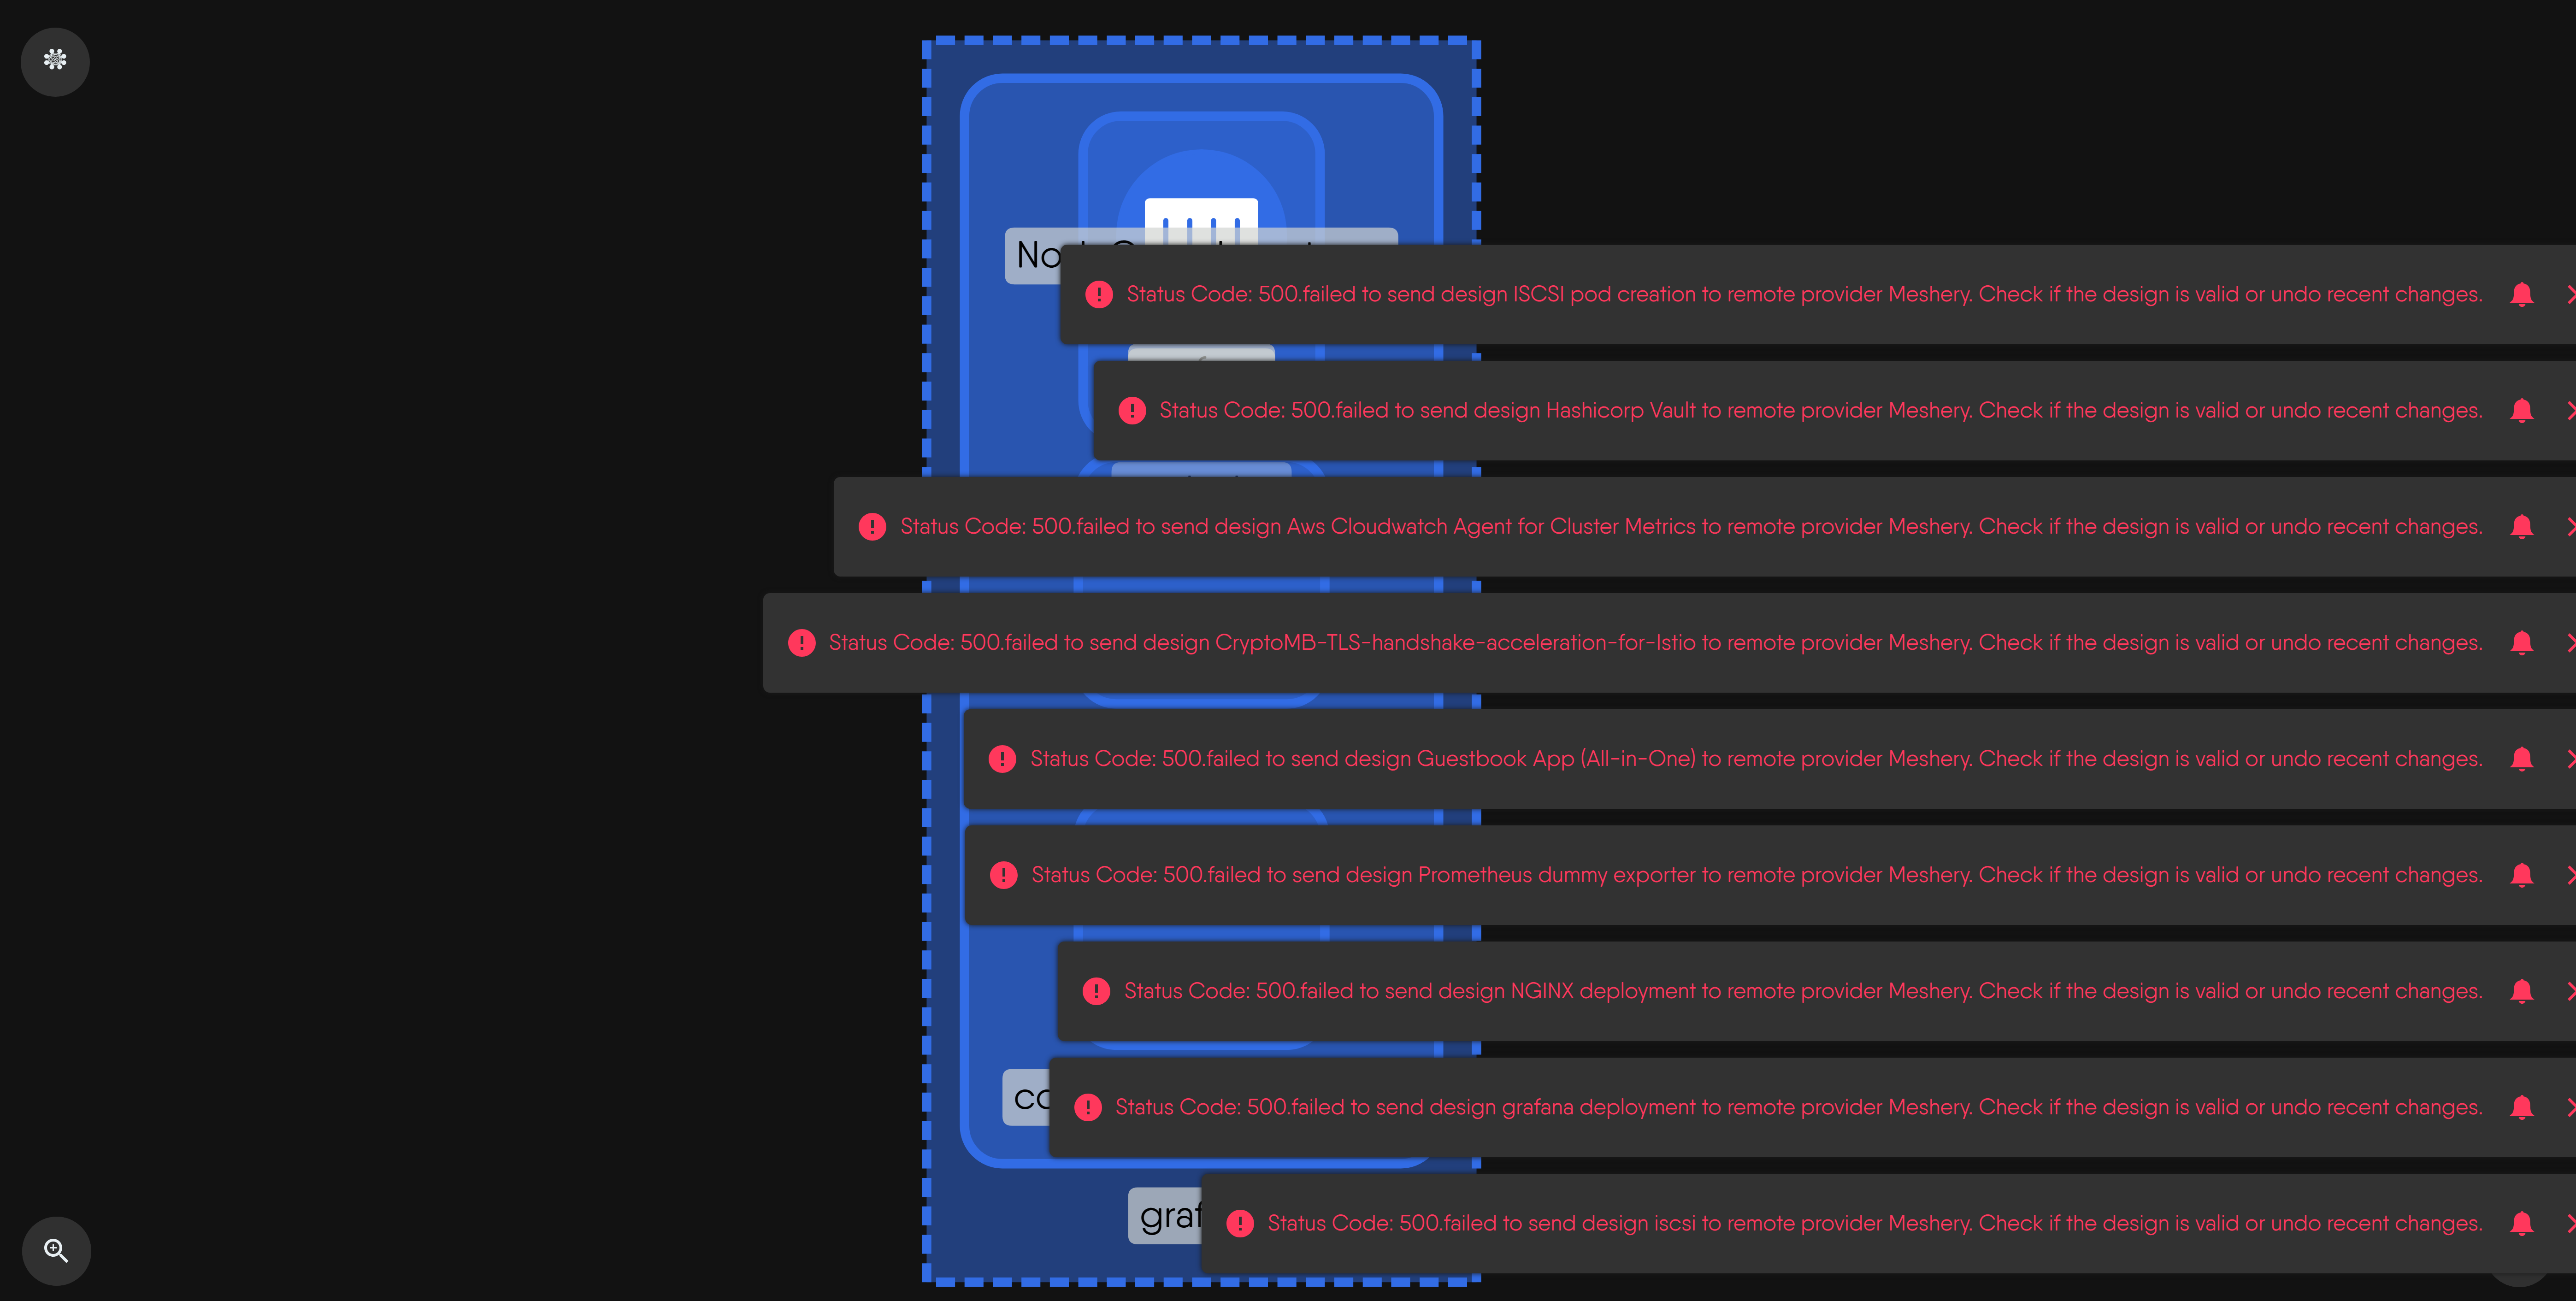 Status Code: 500.failed to send design ISCSI pod creation to remote provider Meshery. Check if the design is valid or undo recent changes.
Status Code: 500.failed to send design Hashicorp Vault to remote provider Meshery. Check if the design is valid or undo recent changes.
Status Code: 500.failed to send design Aws Cloudwatch Agent for Cluster Metrics to remote provider Meshery. Check if the design is valid or undo recent changes.
Status Code: 500.failed to send design CryptoMB-TLS-handshake-acceleration-for-Istio to remote provider Meshery. Check if the design is valid or undo recent changes.
Status Code: 500.failed to send design Guestbook App (All-in-One) to remote provider Meshery. Check if the design is valid or undo recent changes.
Status Code: 500.failed to send design Prometheus dummy exporter to remote provider Meshery. Check if the design is valid or undo recent changes.
Status Code: 500.failed to send design NGINX deployment to remote provider Meshery. Check if the design is valid or undo recent changes.
Status Code: 500.failed to send design grafana deployment to remote provider Meshery. Check if the design is valid or undo recent changes.
Status Code: 500.failed to send design iscsi to remote provider Meshery. Check if the design is valid or undo recent changes.